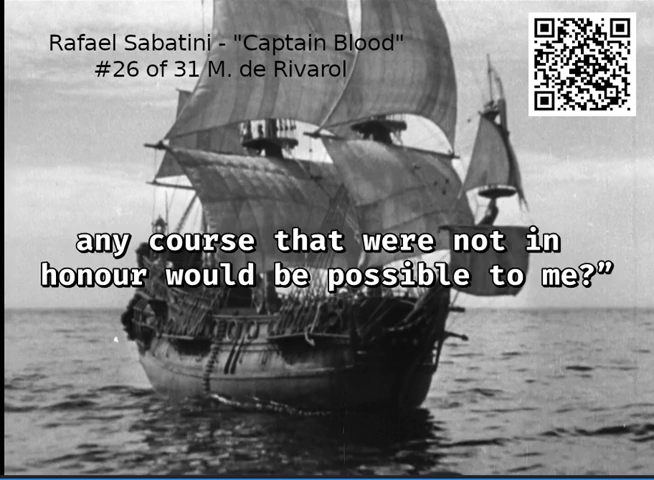 Rafael Sabatini - "Captain Blood"
#26 of 31 M. de Rivarol
any course that were not in
honour would be possible to me?”